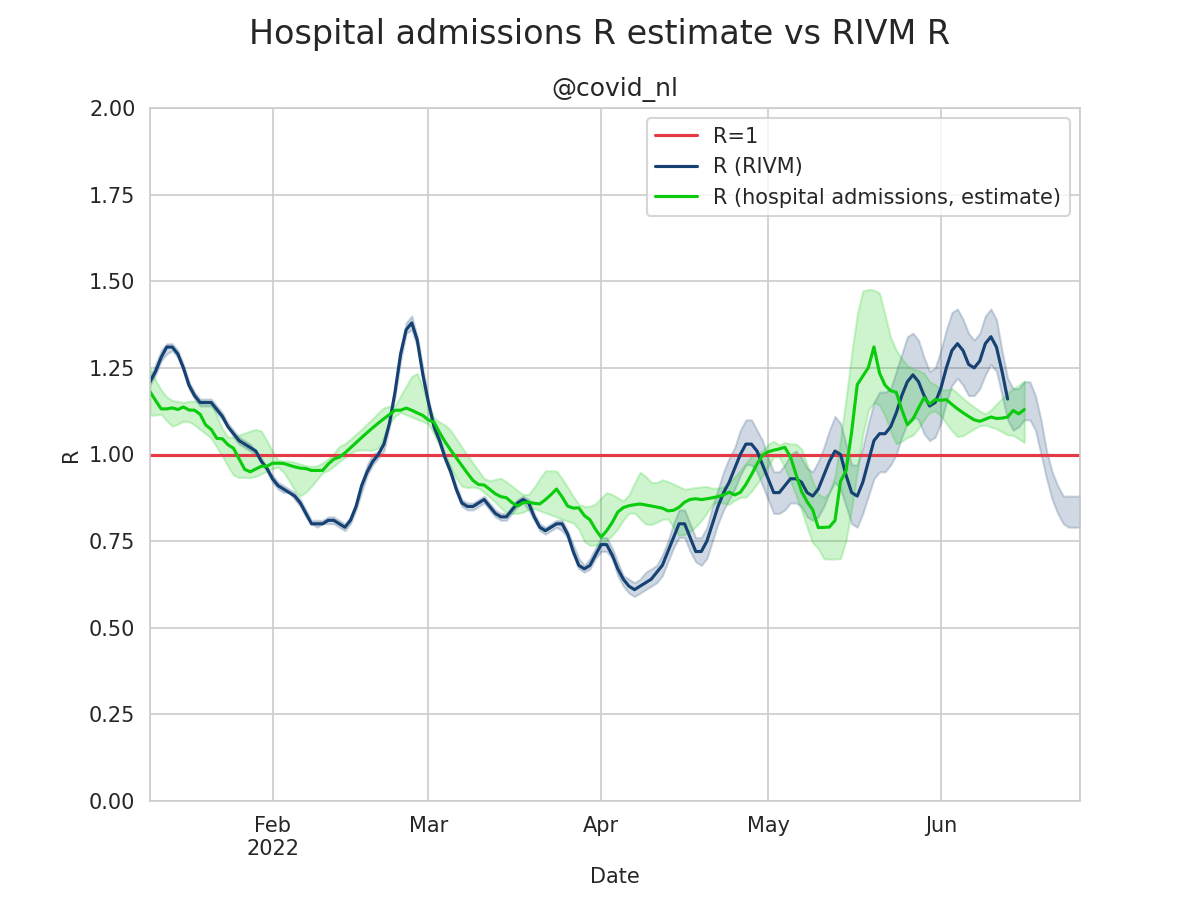 Hospital admissions R estimate vs RIVM R
@covid_nl
R=1
R (RIVM)
R (hospital admissions, estimate)
2.00
1.75
1.50
1.25
1.00
0.75
0.50
0.25
0.00
R
Feb
2022
Mar
Apr
May
Jun
Date